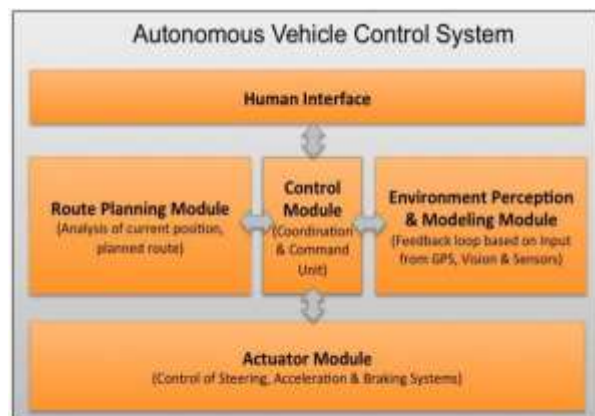 Autonomous Vehicle Control System
Human Interface
Route Planning Module
(Analysis of current position,
planned route)
Control
Module
(Coordination
& Command
Unit)
Environment Perception
& Modeling Module
(Feedback loop based on Input
from GPS, Vision & Sensors)
Actuator Module
(Control of Steering, Acceleration & Braking Systems)